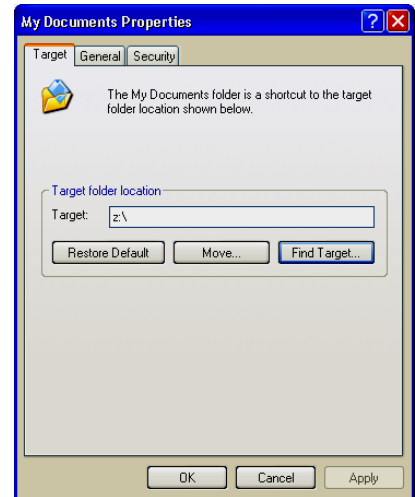 My Documents Properties
Target General Security
The My Documents folder is a shortcut to the target
folder location shown below.
Target folder location
Target: z:\
Restore Default Move... Find Target...
OK Cancel Apply